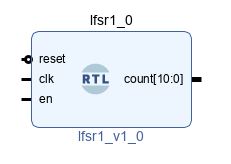 lfsr1_0
reset
clk
en
RTL
count[10:0]
lfsr1_v1_0